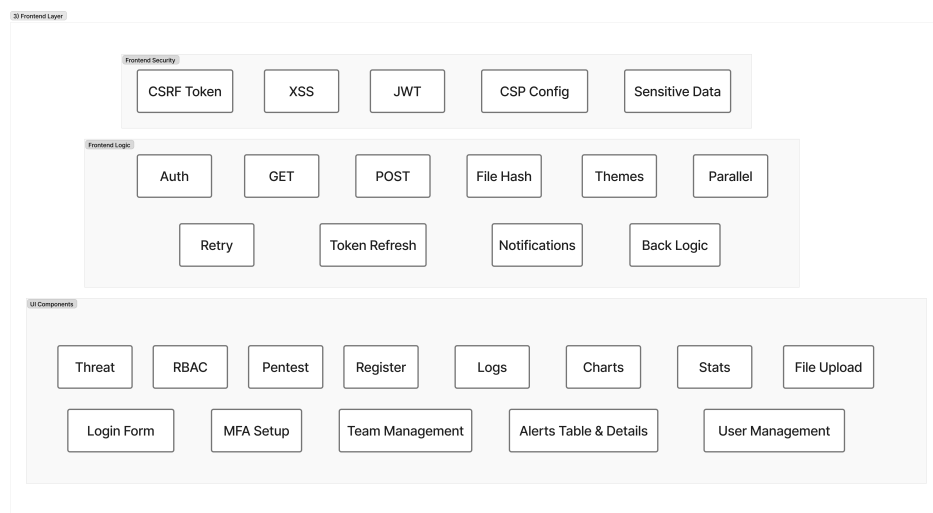 3) Frontend Layer
Frontend Security
CSRF Token
XSS
JWT
CSP Config
Sensitive Data
Frontend Logic
Auth
GET
POST
File Hash
Themes
Parallel
Retry
Token Refresh
Notifications
Back Logic
UI Components
Threat
RBAC
Pentest
Register
Logs
Charts
Stats
File Upload
Login Form
MFA Setup
Team Management
Alerts Table & Details
User Management